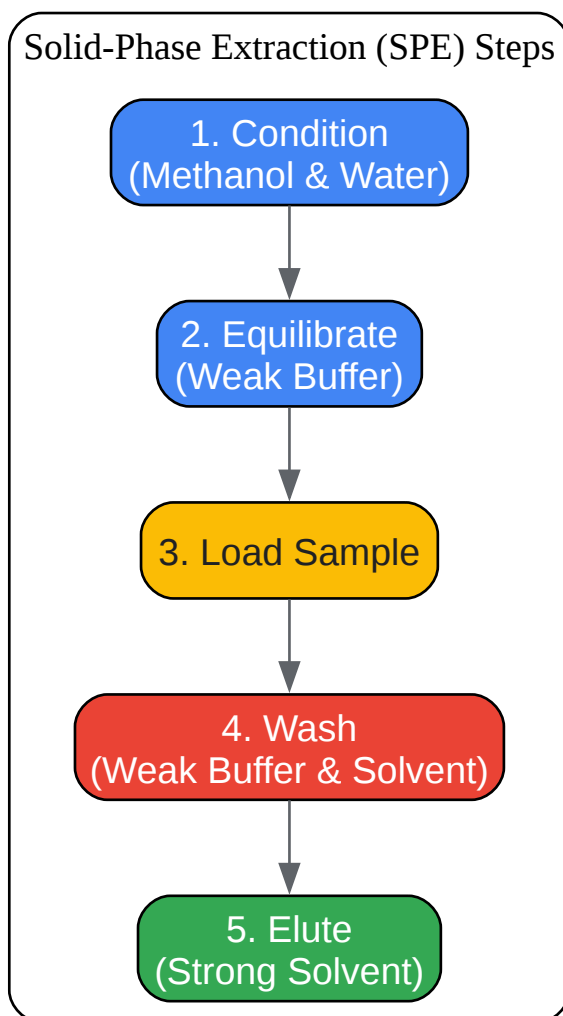 Solid-Phase Extraction (SPE) Steps
1. Condition
(Methanol & Water)
2. Equilibrate
(Weak Buffer)
3. Load Sample
4. Wash
(Weak Buffer & Solvent)
5. Elute
(Strong Solvent)